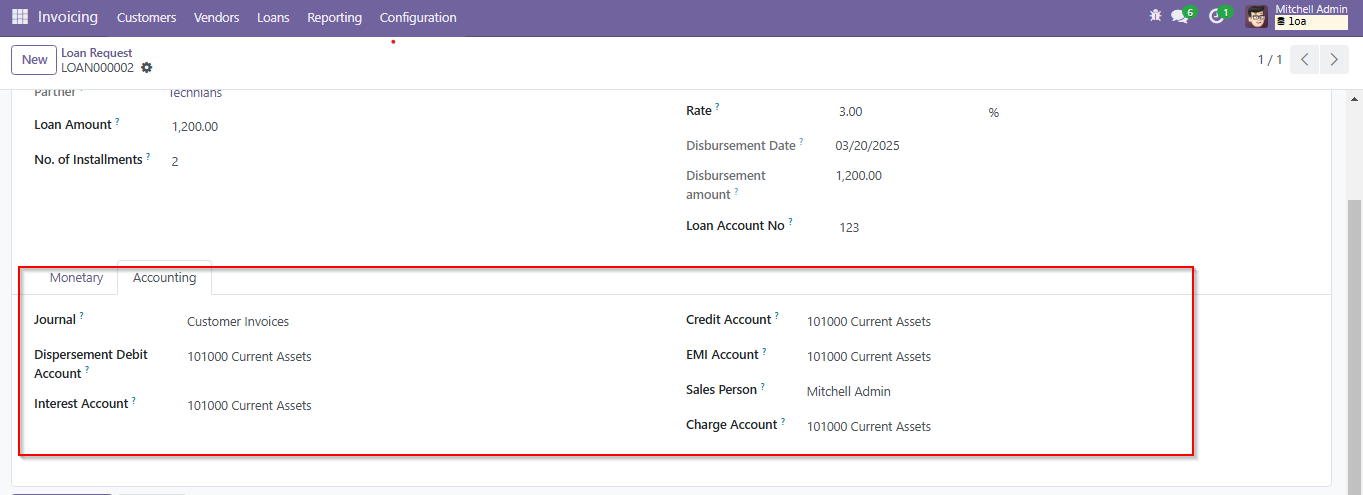 Invoicing Customers Vendors Loans Reporting Configuration 6 1 Mitchell Admin
loa
New Loan Request
LOAN000002 1 / 1
Partner ? Technians
Loan Amount ? 1,200.00
No. of Installments ? 2
Rate ? 3.00 %
Disbursement Date ? 03/20/2025
Disbursement 1,200.00
amount ?
Loan Account No ? 123
Monetary Accounting
Journal ? Customer Invoices
Dispersement Debit 101000 Current Assets
Account ?
Interest Account ? 101000 Current Assets
Credit Account ? 101000 Current Assets
EMI Account ? 101000 Current Assets
Sales Person ? Mitchell Admin
Charge Account ? 101000 Current Assets